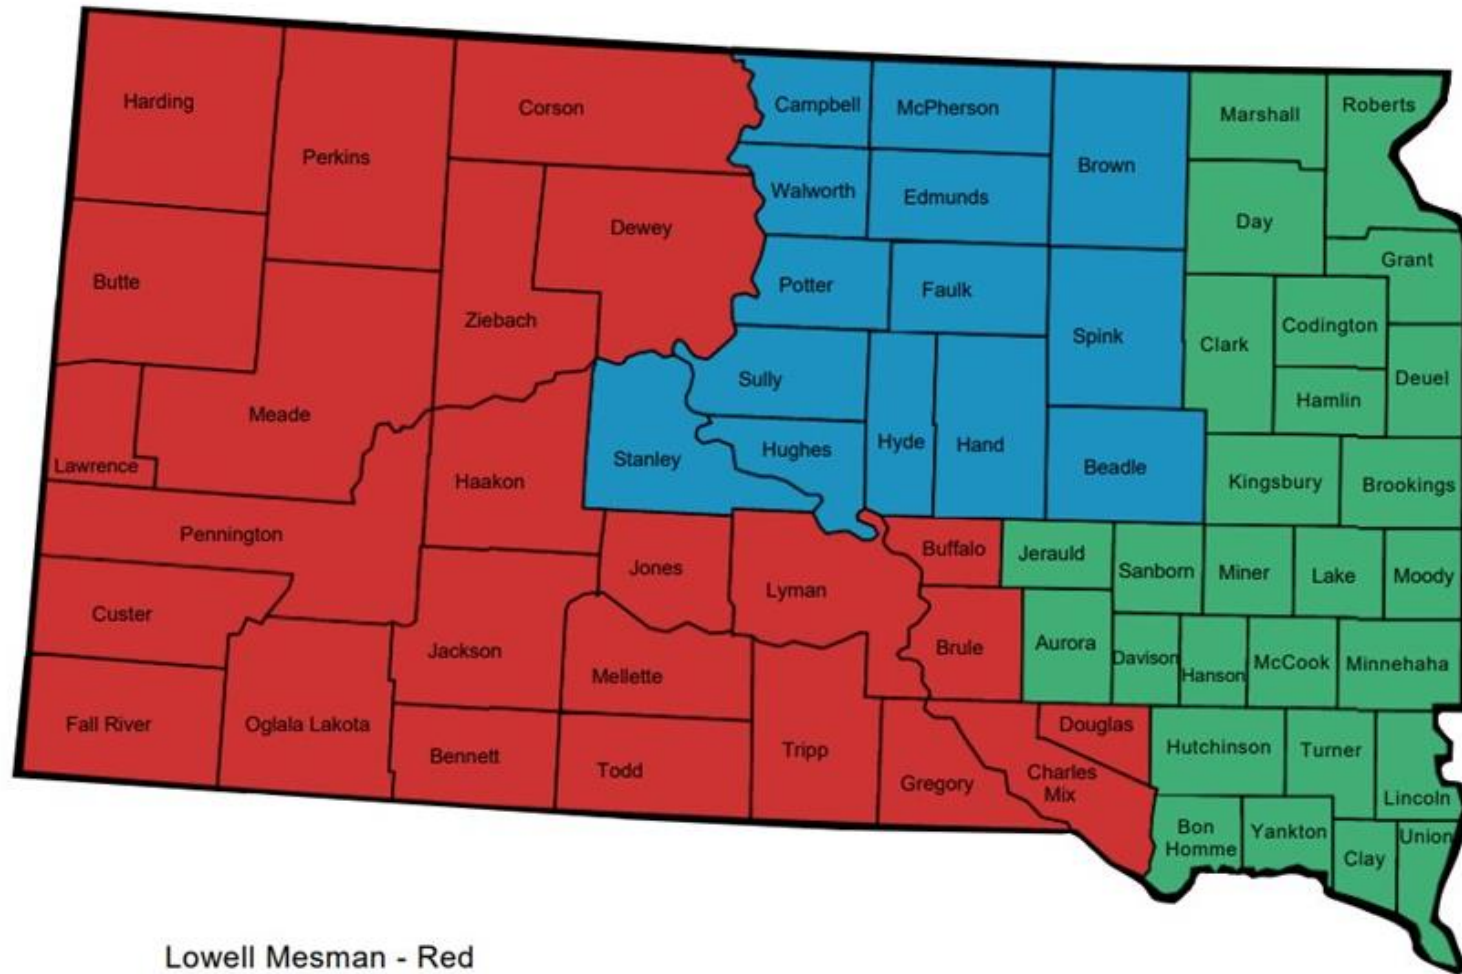 Harding
Perkins
Corson
Campbell
McPherson
Brown
Marshall
Roberts
Walworth
Edmunds
Day
Dewey
Butte
Ziebach
Potter
Faulk
Spink
Grant
Clark
Codington
Deuel
Hamlin
Meade
Sully
Lawrence
Haakon
Stanley
Hughes
Hyde
Hand
Beadle
Kingsbury
Brookings
Pennington
Jones
Lyman
Buffalo
Jerauld
Sanborn
Miner
Lake
Moody
Custer
Jackson
Mellette
Brule
Aurora
Davison
Hanson
McCook
Minnehaha
Fall River
Oglala Lakota
Bennett
Todd
Tripp
Gregory
Charles
Mix
Douglas
Hutchinson
Turner
Lincoln
Bon
Homme
Yankton
Clay
Union
Lowell Mesman - Red